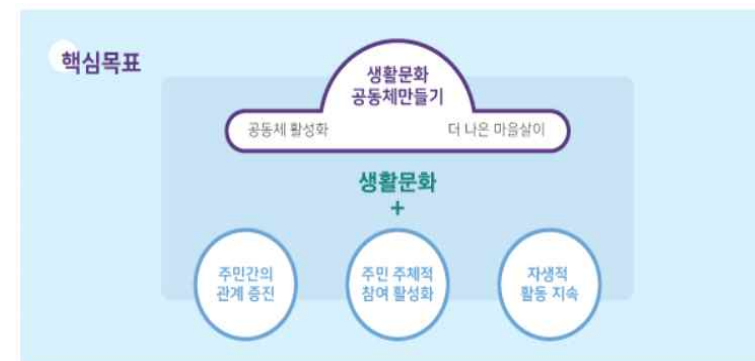 핵심목표
생활문화
공동체만들기
공동체 활성화 더 나은 마을살이
생활문화
+
주민간의 주민 주체적 자생적
관계 증진 참여 활성화 활동 지속